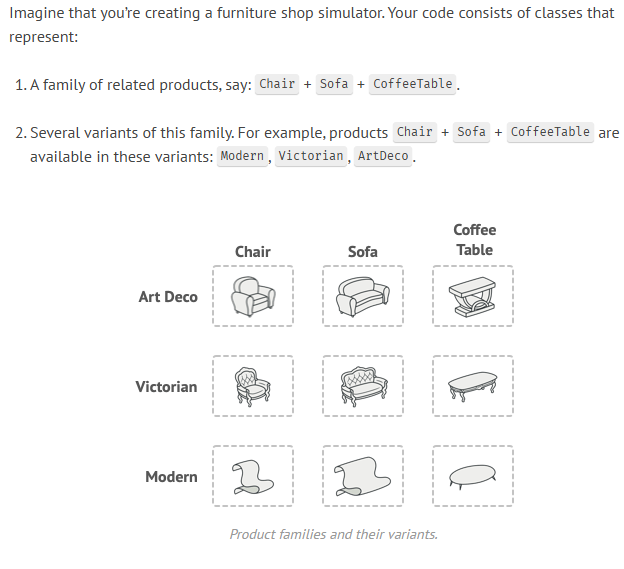 Imagine that you're creating a furniture shop simulator. Your code consists of classes that
represent:
1. A family of related products, say: Chair + Sofa + CoffeeTable .
2. Several variants of this family. For example, products Chair + Sofa + CoffeeTable are
available in these variants: Modern , Victorian , ArtDeco .
Coffee
Chair Sofa Table
Art Deco
Victorian
Modern
Product families and their variants.